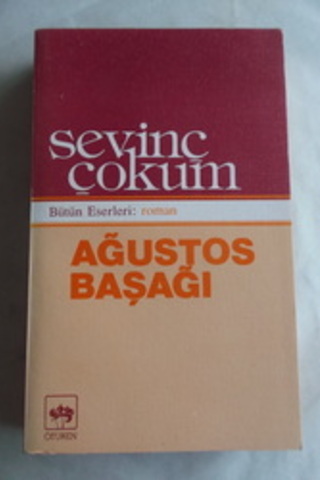 sevinç
çokum
Bütün Eserleri: roman
AĞUSTOS
BAŞAĞI
ÖTÜKEN